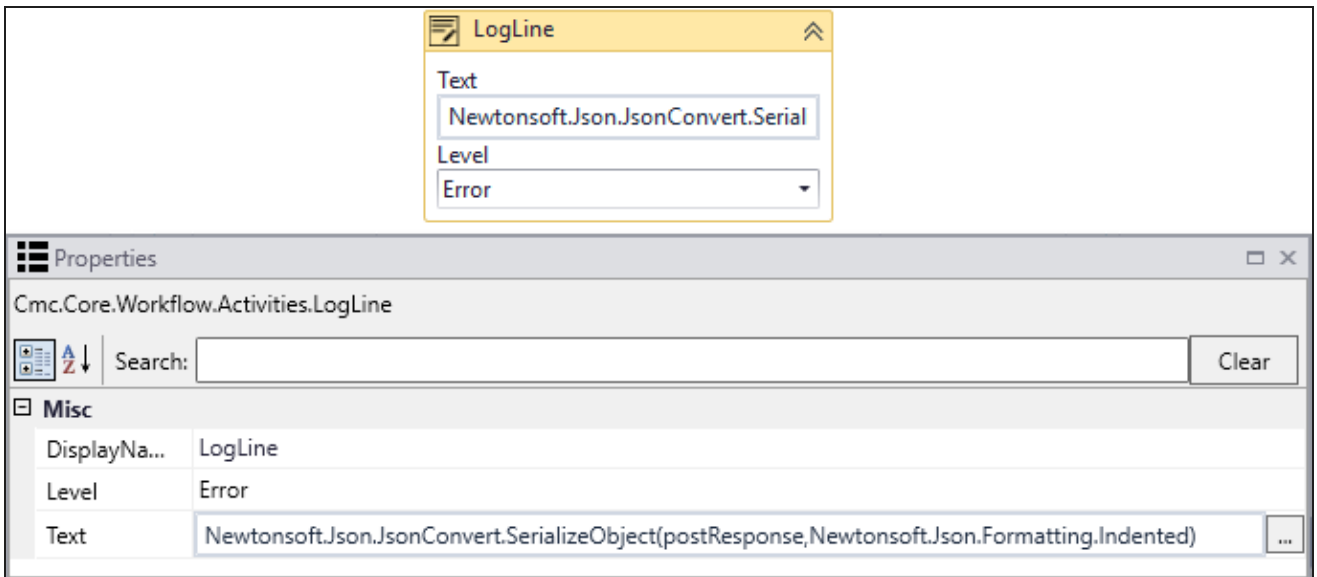 LogLine
Text
Newtonsoft.Json.JsonConvert.Serial
Level
Error
Properties
Cmc.Core.Workflow.Activities.LogLine
A Z Search: Clear
Misc
DisplayNa... LogLine
Level Error
Text Newtonsoft.Json.JsonConvert.SerializeObject(postResponse,Newtonsoft.Json.Formatting.Indented) ...